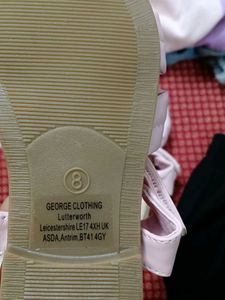 8
GEORGE CLOTHING
Lutterworth
Leicestershire LE17 4XH UK
ASDA,Antrim,BT41 4GY